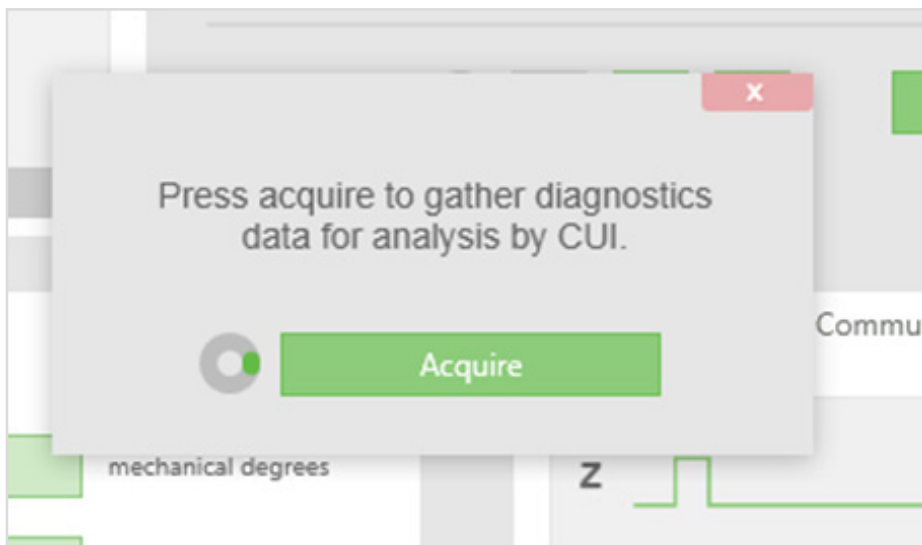 X
Press acquire to gather diagnostics
data for analysis by CUI.
Acquire
Commu
mechanical degrees
Z